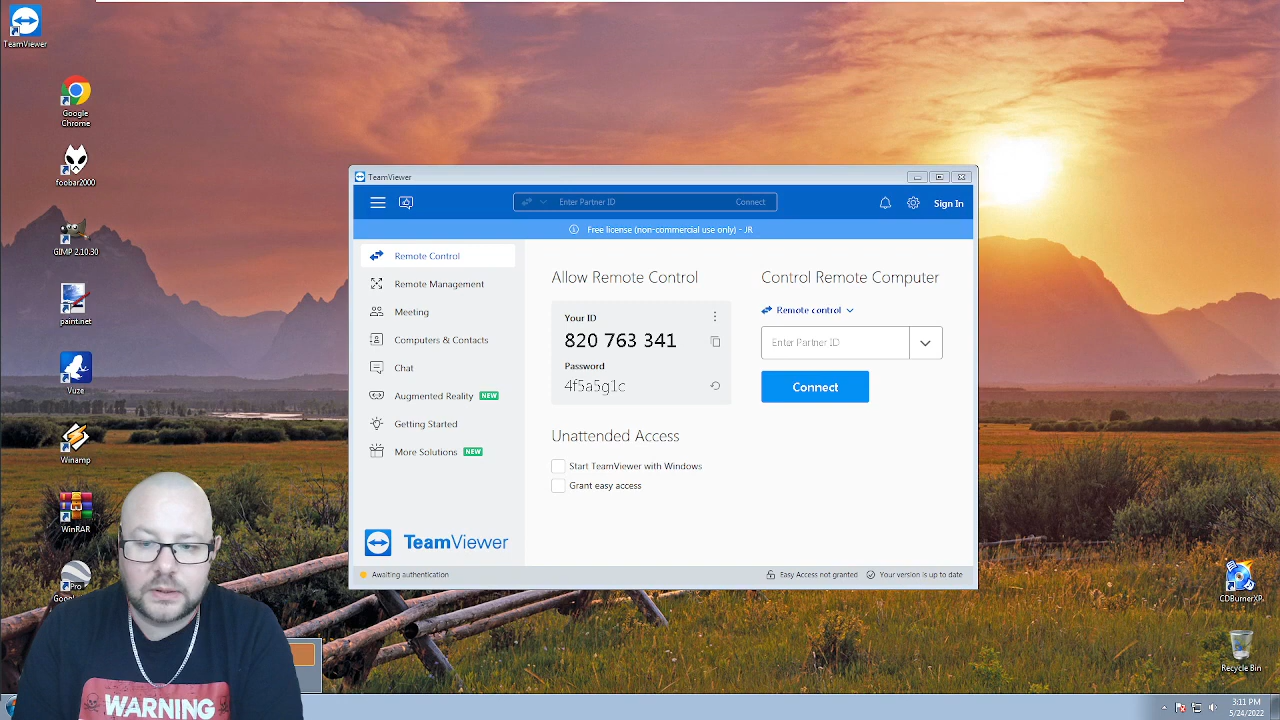 TeamViewer
Google
Chrome
foobar2000
GIMP 2.10.30
paint.net
Vuze
Winamp
WinRAR
Pro
TeamViewer
Enter Partner ID
Connect
Sign In
Free license (non-commercial use only) - JR
Remote Control
Remote Management
Meeting
Computers & Contacts
Chat
Augmented Reality NEW
Getting Started
More Solutions NEW
TeamViewer
Allow Remote Control
Your ID
820 763 341
Password
4f5a5g1c
Unattended Access
Start TeamViewer with Windows
Grant easy access
Control Remote Computer
Remote control
Enter Partner ID
Connect
Awaiting authentication
Easy Access not granted
Your version is up to date
CDBurnerXP
Recycle Bin
WARNING
3:11 PM
5/24/2022